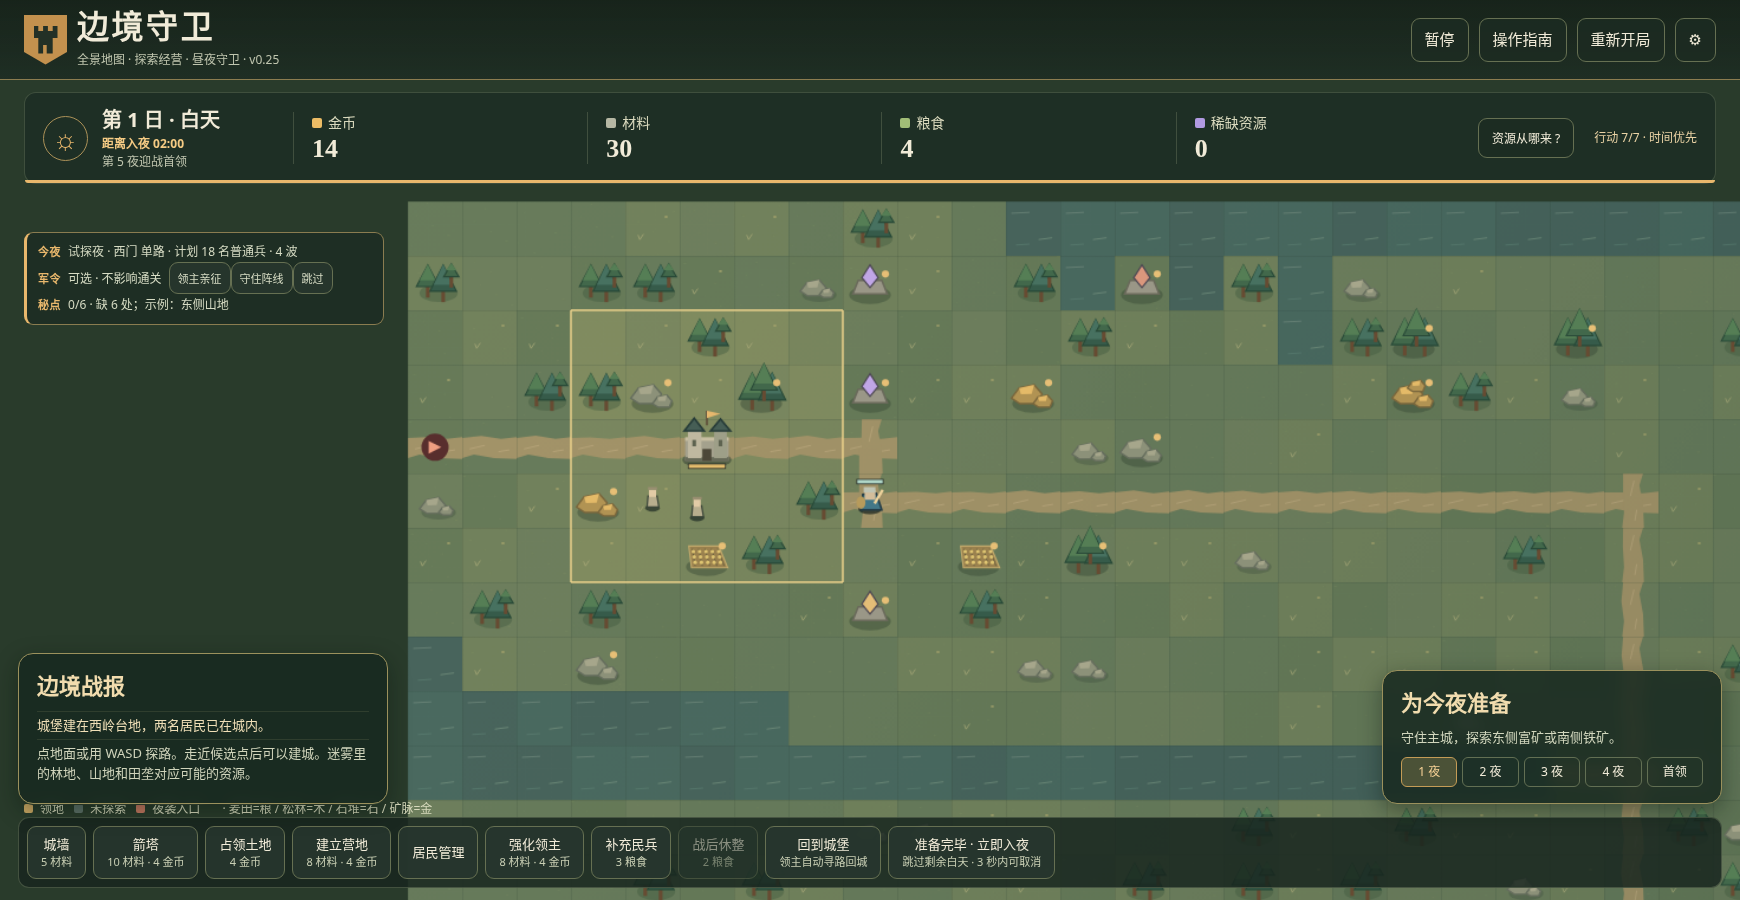 边境守卫
全景地图 · 探索经营 · 昼夜守卫 · v0.25
暂停
操作指南
重新开局
第 1 日 · 白天
距离入夜 02:00
第 5 夜迎战首领
金币
14
材料
30
粮食
4
稀缺资源
0
资源从哪来？
行动 7/7 · 时间优先
今夜 试探夜 · 西门 单路 · 计划 18 名普通兵 · 4 波
军令 可选 · 不影响通关 领主亲征 守住阵线 跳过
秘点 0/6 · 缺 6 处；示例：东侧山地
边境战报
城堡建在西岭台地，两名居民已在城内。
点地面或用 WASD 探路。走近候选点后可以建城。迷雾里
的林地、山地和田垄对应可能的资源。
为今夜准备
守住主城，探索东侧富矿或南侧铁矿。
1 夜
2 夜
3 夜
4 夜
首领
领地 未探索 夜袭入口 · 麦田=粮 / 松林=木 / 石堆=石 / 矿脉=金
城墙
5 材料
箭塔
10 材料 · 4 金币
占领土地
4 金币
建立营地
8 材料 · 4 金币
居民管理
强化领主
8 材料 · 4 金币
补充民兵
3 粮食
战后休整
2 粮食
回到城堡
领主自动寻路回城
准备完毕 · 立即入夜
跳过剩余白天 · 3 秒内可取消